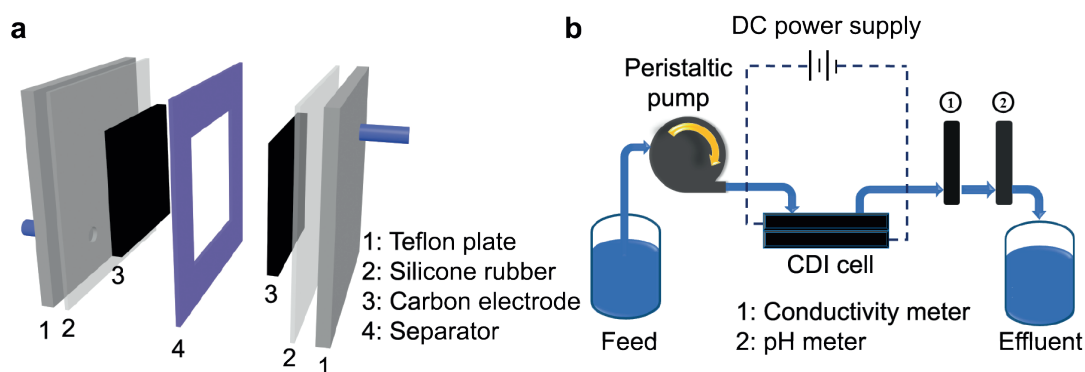 a
1
2
3
4
3
2
1
1: Teflon plate
2: Silicone rubber
3: Carbon electrode
4: Separator
b
DC power supply
Peristaltic
pump
①
②
CDI cell
1: Conductivity meter
2: pH meter
Feed
Effluent